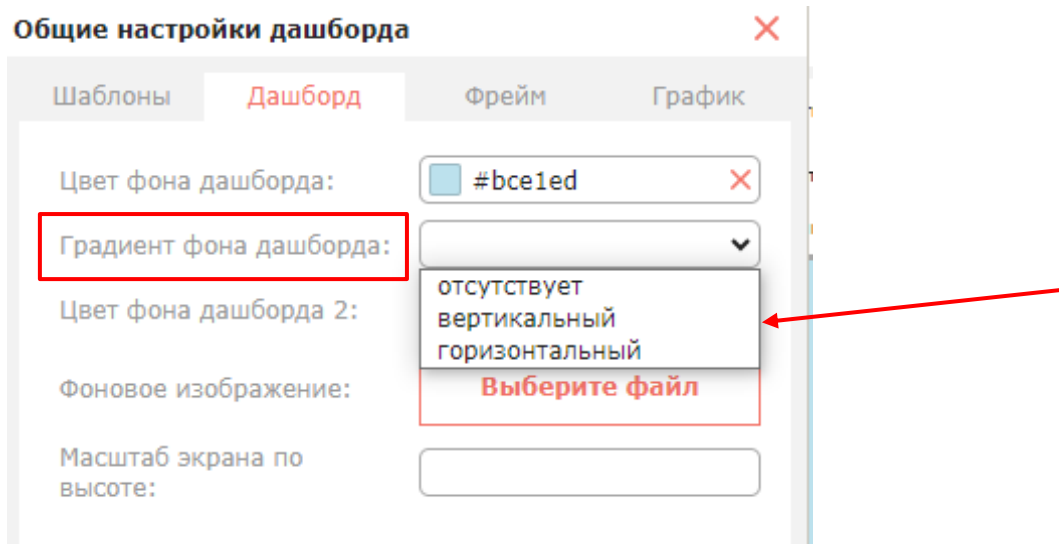 Общие настройки дашборда
Шаблоны Дашборд Фрейм График
Цвет фона дашборда: #bce1ed
Градиент фона дашборда:
отсутствует
Цвет фона дашборда 2:
вертикальный
горизонтальный
Фоновое изображение: Выберите файл
Масштаб экрана по
высоте: